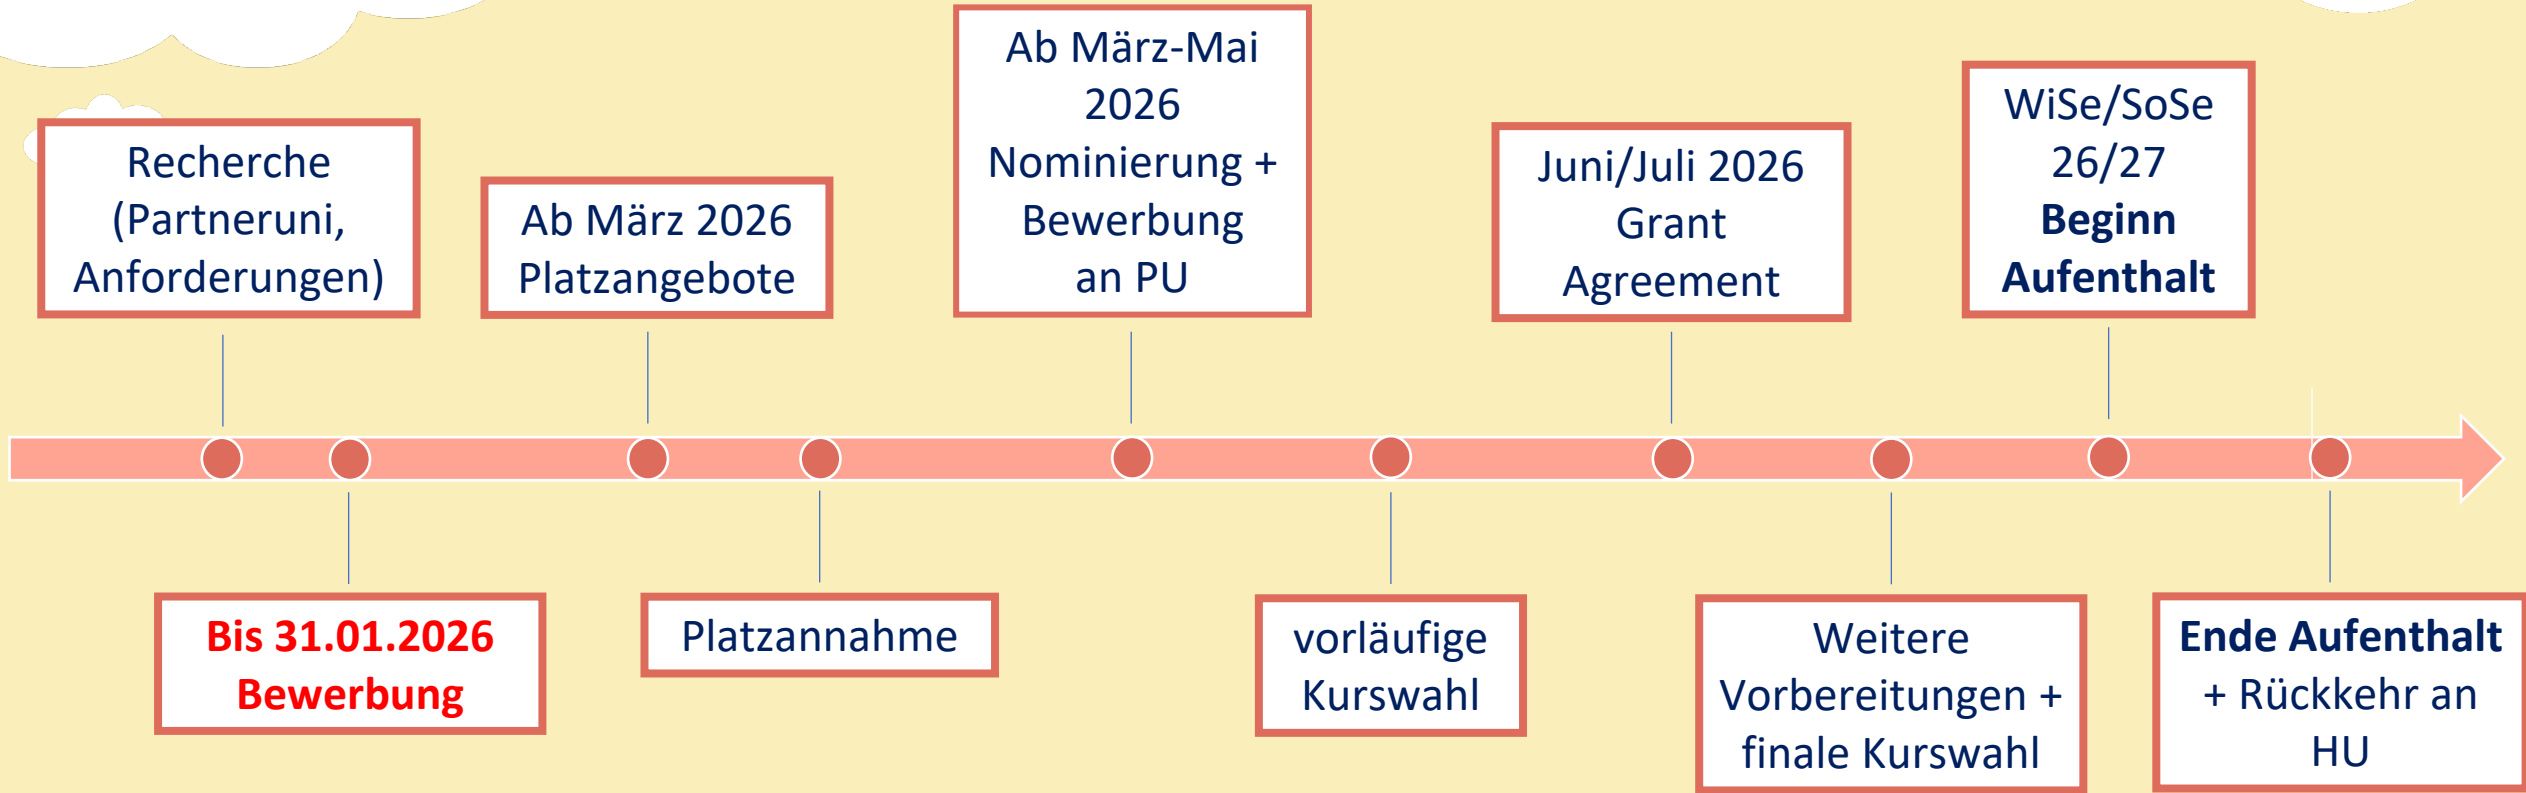 Recherche
(Partneruni,
Anforderungen)
Bis 31.01.2026
Bewerbung
Ab März 2026
Platzangebote
Platzannahme
Ab März-Mai
2026
Nominierung +
Bewerbung
an PU
vorläufige
Kurswahl
Juni/Juli 2026
Grant
Agreement
Weitere
Vorbereitungen +
finale Kurswahl
WiSe/SoSe
26/27
Beginn
Aufenthalt
Ende Aufenthalt
+ Rückkehr an
HU